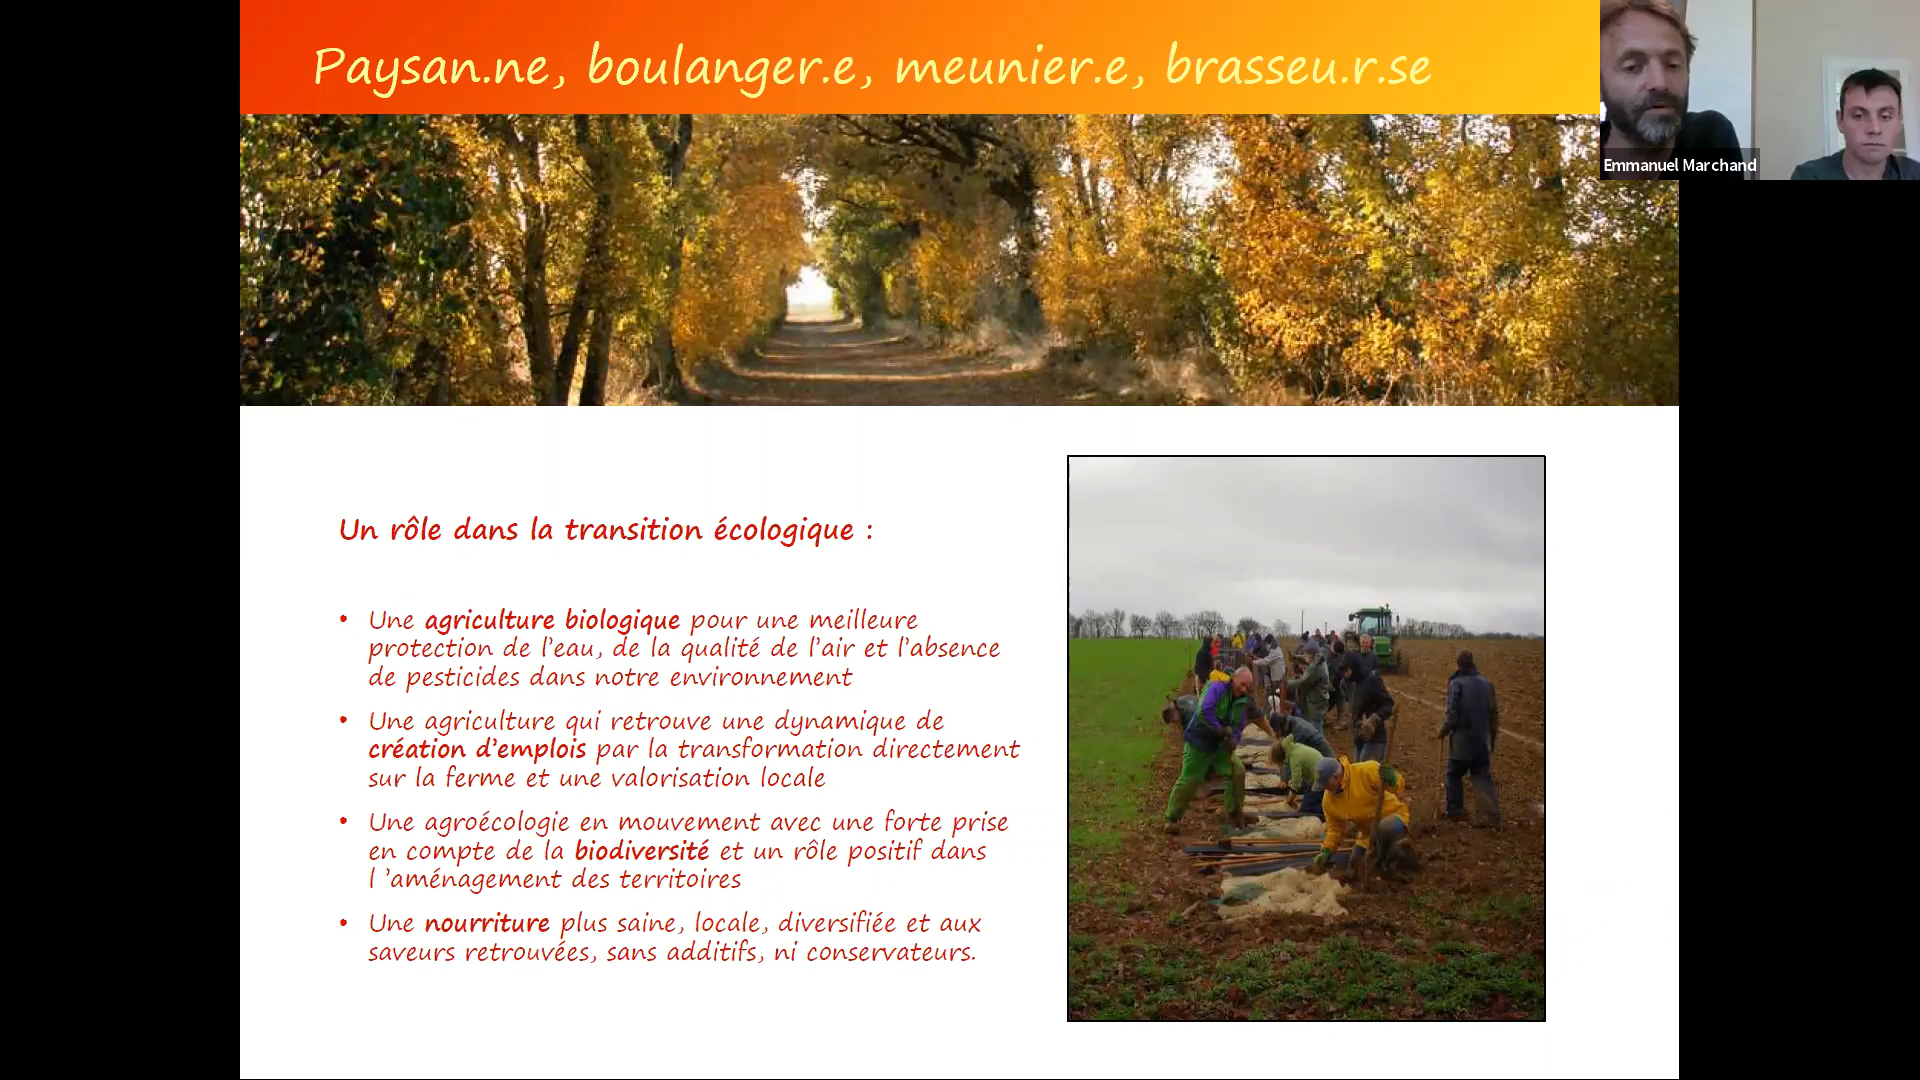 Paysan.ne, boulanger.e, meunier.e, brasseu.r.se
Emmanuel Marchand
Un rôle dans la transition écologique :
• Une agriculture biologique pour une meilleure
protection de l'eau, de la qualité de l'air et l'absence
de pesticides dans notre environnement
• Une agriculture qui retrouve une dynamique de
création d'emplois par la transformation directement
sur la ferme et une valorisation locale
• Une agroécologie en mouvement avec une forte prise
en compte de la biodiversité et un rôle positif dans
l 'aménagement des territoires
• Une nourriture plus saine, locale, diversifiée et aux
saveurs retrouvées, sans additifs, ni conservateurs.